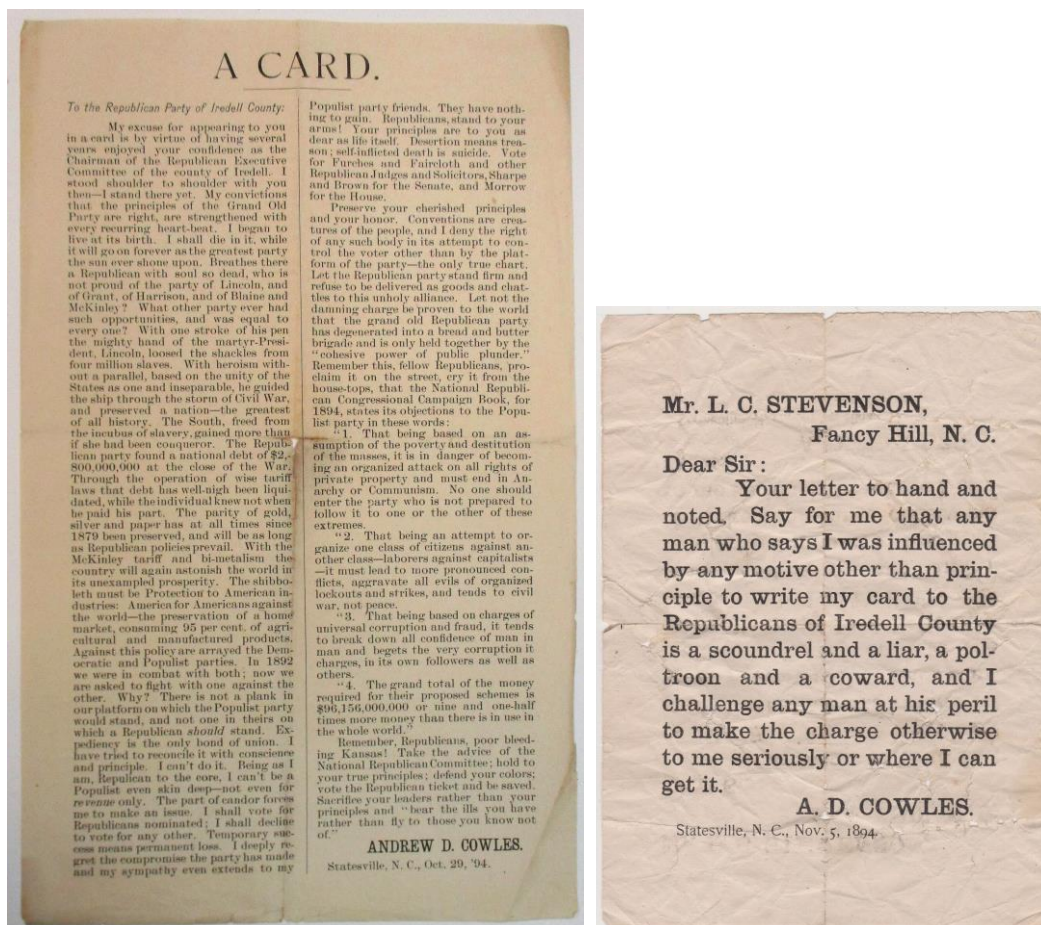 A CARD.
To the Republican Party of Iredell County:
My excuse for appearing to you
in a card is by virtue of having several
years enjoyed your confidence as the
Chairman of the Republican Executive
Committee of the county of Iredell. I
stood shoulder to shoulder with you
then—I stand there yet. My convictions
that the principles of the Grand Old
Party are right, are strengthened with
every recurring heart-beat. I began to
live at its birth. I shall die in it, while
it will go on forever as the greatest party
the sun ever shone upon. Breathes there
a Republican with soul so dead, who is
not proud of the party of Lincoln, and
of Grant, of Harrison, and of Blaine and
McKinley? What other party ever had
such opportunities, and was equal to
every one? With one stroke of his pen
the mighty hand of the martyr-Presi-
dent, Lincoln, loosed the shackles from
four million slaves. With heroism with-
out a parallel, based on the unity of the
States as one and inseparable, he guided
the ship through the storm of Civil War,
and preserved a nation—the greatest
of all history. The South, freed from
the incubus of slavery, gained more than
if she had been conqueror. The Repub-
lican party found a national debt of $2,-
800,000,000 at the close of the War.
Through the operation of wise tariff
laws that debt has well-nigh been liqui-
dated, while the individual knew not when
he paid his part. The parity of gold,
silver and paper has at all times since
1879 been preserved, and will be as long
as Republican policies prevail. With the
McKinley tariff and bi-metalism the
country will again astonish the world in
its unexampled prosperity. The shibbo-
leth must be Protection to American in-
dustries: America for Americans against
the world—the preservation of a home
market, consuming 95 per cent. of agri-
cultural and manufactured products.
Against this policy are arrayed the Dem-
ocratic and Populist parties. In 1892
we were in combat with both; now we
are asked to fight with one against the
other. Why? There is not a plank in
our platform on which the Populist party
would stand, and not one in theirs on
which a Republican should stand. Ex-
pediency is the only bond of union. I
have tried to reconcile it with conscience
and principle. I can't do it. Being as I
am, Repulican to the core, I can't be a
Populist even skin deep—not even for
revenue only. The part of candor forces
me to make an issue. I shall vote for
Republicans nominated; I shall decline
to vote for any other. Temporary suc-
cess means permanent loss. I deeply re-
gret the compromise the party has made
and my sympathy even extends to my
Populist party friends. They have noth-
ing to gain. Republicans, stand to your
arms! Your principles are to you as
dear as life itself. Desertion means trea-
son; self-inflicted death is suicide. Vote
for Furches and Faircloth and other
Republican Judges and Solicitors, Sharpe
and Brown for the Senate, and Morrow
for the House.
Preserve your cherished principles
and your honor. Conventions are crea-
tures of the people, and I deny the right
of any such body in its attempt to con-
trol the voter other than by the plat-
form of the party—the only true chart.
Let the Republican party stand firm and
refuse to be delivered as goods and chat-
tles to this unholy alliance. Let not the
damning charge be proven to the world
that the grand old Republican party
has degenerated into a bread and butter
brigade and is only held together by the
"cohesive power of public plunder."
Remember this, fellow Republicans, pro-
claim it on the street, cry it from the
house-tops, that the National Republi-
can Congressional Campaign Book, for
1894, states its objections to the Popu-
list party in these words:
"1. That being based on an as-
sumption of the poverty and destitution
of the masses, it is in danger of becom-
ing an organized attack on all rights of
private property and must end in An-
archy or Communism. No one should
enter the party who is not prepared to
follow it to one or the other of these
extremes.
"2. That being an attempt to or-
ganize one class of citizens against an-
other class—laborers against capitalists
—it must lead to more pronounced con-
flicts, aggravate all evils of organized
lockouts and strikes, and tends to civil
war, not peace.
"3. That being based on charges of
universal corruption and fraud, it tends
to break down all confidence of man in
man and begets the very corruption it
charges, in its own followers as well as
others.
"4. The grand total of the money
required for their proposed schemes is
$96,156,000,000 or nine and one-half
times more money than there is in use in
the whole world."
Remember, Republicans, poor bleed-
ing Kansas! Take the advice of the
National Republican Committee; hold to
your true principles; defend your colors;
vote the Republican ticket and be saved.
Sacrifice your leaders rather than your
principles and "bear the ills you have
rather than fly to those you know not
of."
ANDREW D. COWLES.
Statesville, N. C., Oct. 29, '94.
Mr. L. C. STEVENSON,
Fancy Hill, N. C.
Dear Sir:
Your letter to hand and
noted. Say for me that any
man who says I was influenced
by any motive other than prin-
ciple to write my card to the
Republicans of Iredell County
is a scoundrel and a liar, a pol-
troon and a coward, and I
challenge any man at his peril
to make the charge otherwise
to me seriously or where I can
get it.
A. D. COWLES.
Statesville, N. C., Nov. 5, 1894.